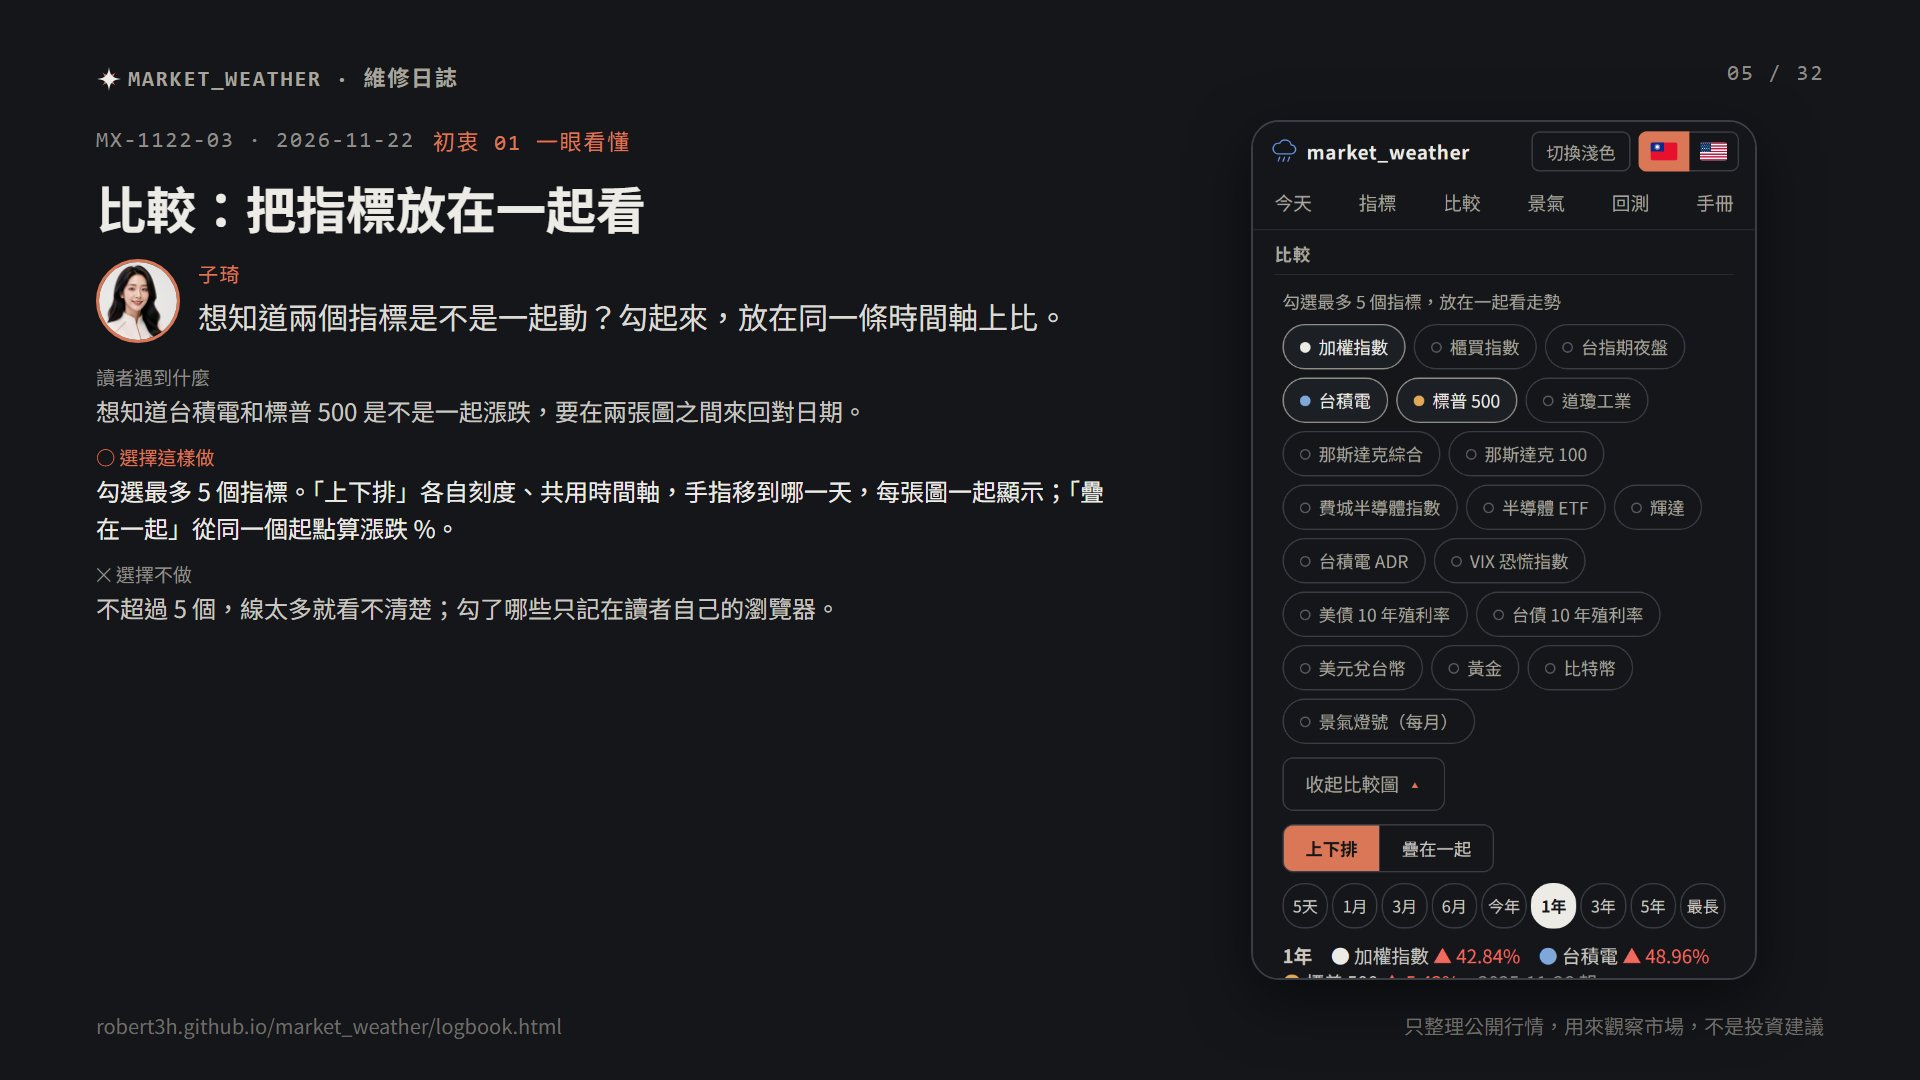 MARKET_WEATHER · 維修日誌
05 / 32
MX-1122-03 · 2026-11-22 初衷 01 一眼看懂
比較：把指標放在一起看
子琦
想知道兩個指標是不是一起動？勾起來，放在同一條時間軸上比。
讀者遇到什麼
想知道台積電和標普 500 是不是一起漲跌，要在兩張圖之間來回對日期。
○ 選擇這樣做
勾選最多 5 個指標。「上下排」各自刻度、共用時間軸，手指移到哪一天，每張圖一起顯示；「疊
在一起」從同一個起點算漲跌 %。
× 選擇不做
不超過 5 個，線太多就看不清楚；勾了哪些只記在讀者自己的瀏覽器。
market_weather 切換淺色
今天 指標 比較 景氣 回測 手冊
比較
勾選最多 5 個指標，放在一起看走勢
加權指數 櫃買指數 台指期夜盤
台積電 標普 500 道瓊工業
那斯達克綜合 那斯達克 100
費城半導體指數 半導體 ETF 輝達
台積電 ADR VIX 恐慌指數
美債 10 年殖利率 台債 10 年殖利率
美元兌台幣 黃金 比特幣
景氣燈號（每月）
收起比較圖 ▲
上下排 疊在一起
5天 1月 3月 6月 今年 1年 3年 5年 最長
1年 加權指數 ▲ 42.84% 台積電 ▲ 48.96%
robert3h.github.io/market_weather/logbook.html
只整理公開行情，用來觀察市場，不是投資建議